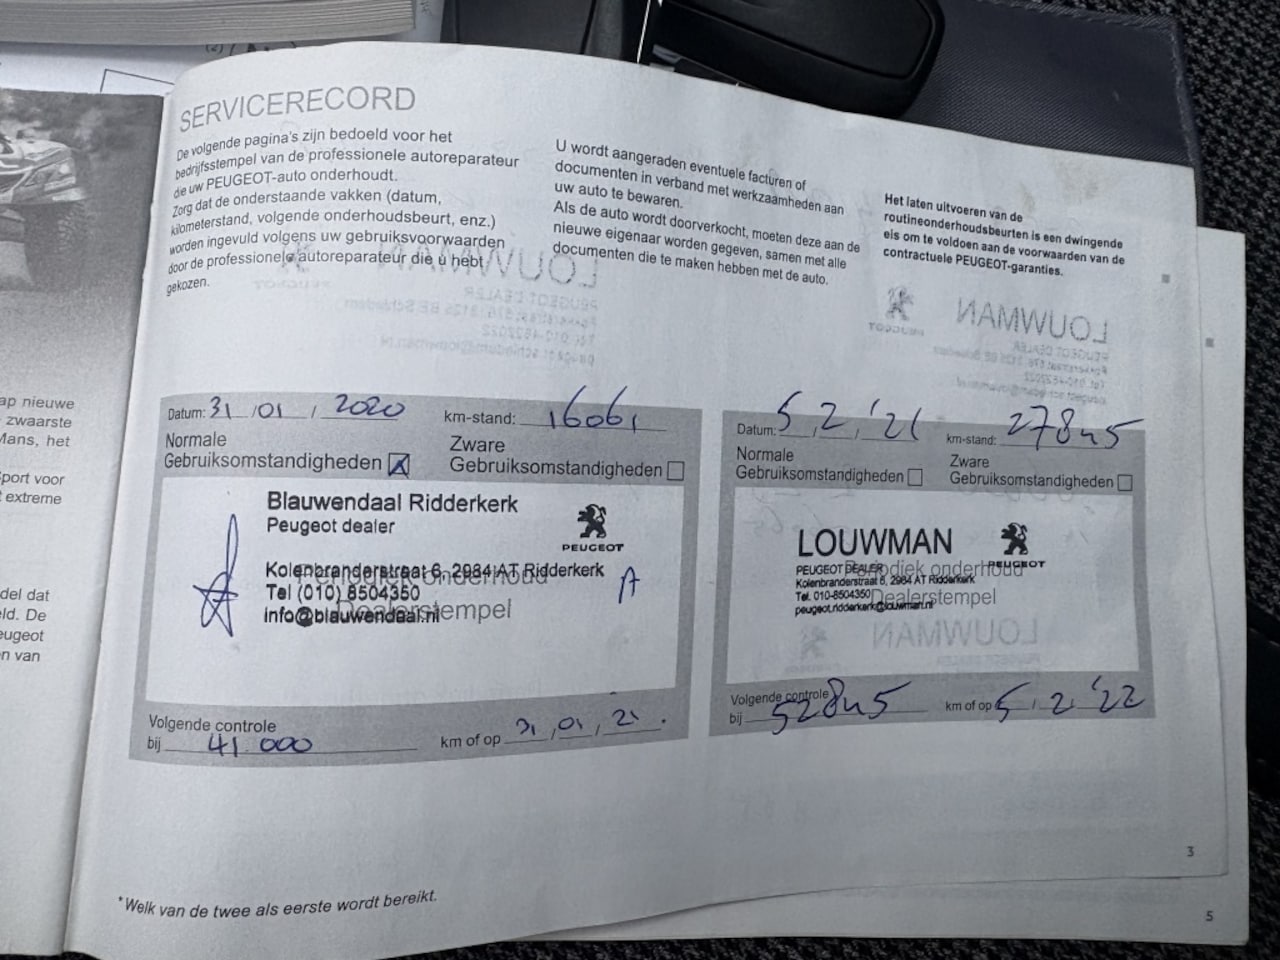 SERVICERECORD
De volgende pagina's zijn bedoeld voor het
bedrijfsstempel van de professionele autoreparateur
die uw PEUGEOT-auto onderhoudt.
Zorg dat de onderstaande vakken (datum,
kilometerstand, volgende onderhoudsbeurt, enz.)
worden ingevuld volgens uw gebruiksvoorwaarden
door de professionele autoreparateur die u hebt
gekozen.
U wordt aangeraden eventuele facturen of
documenten in verband met werkzaamheden aan
uw auto te bewaren.
Als de auto wordt doorverkocht, moeten deze aan de
nieuwe eigenaar worden gegeven, samen met alle
documenten die te maken hebben met de auto.
Het laten uitvoeren van de
routineonderhoudsbeurten is een dwingende
eis om te voldoen aan de voorwaarden van de
contractuele PEUGEOT-garanties.
Datum: 31 / 01 / 2020 km-stand: 16061
Normale
Gebruiksomstandigheden
Zware
Gebruiksomstandigheden
Blauwendaal Ridderkerk
Peugeot dealer
PEUGEOT
Kolenbranderstraat 6, 2984 AT Ridderkerk
Tel (010) 8504350
info@blauwendaal.nl
Periodiek onderhoud
Dealerstempel
A
Volgende controle
bij 41.000 km of op 31 / 01 / 21.
Datum: 5 / 2 / '21 km-stand: 27845
Normale
Gebruiksomstandigheden
Zware
Gebruiksomstandigheden
LOUWMAN
PEUGEOT
PEUGEOT DEALER
Kolenbranderstraat 6, 2984 AT Ridderkerk
Tel. 010-8504350
peugeot.ridderkerk@louwman.nl
Periodiek onderhoud
Dealerstempel
Volgende controle
bij 52845 km of op 5 / 2 / '22
*Welk van de twee als eerste wordt bereikt.
3
5
ap nieuwe
zwaarste
Mans, het
port voor
extreme
del dat
ld. De
eugeot
n van